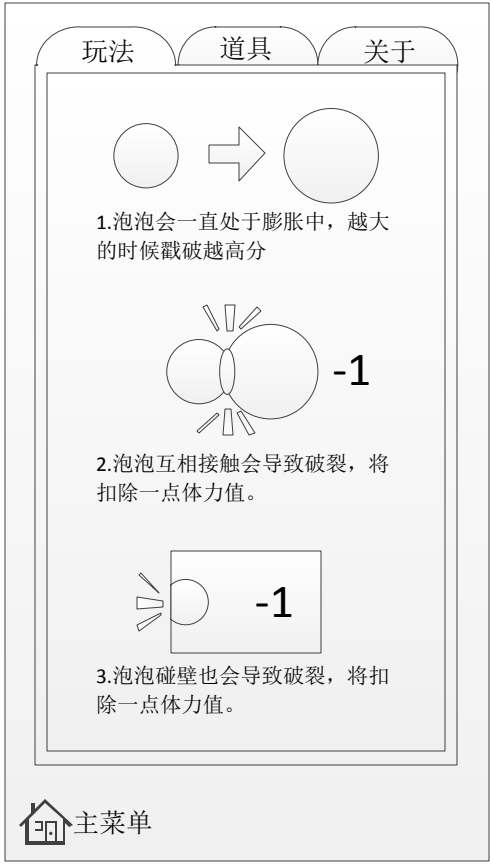 玩法 道具 关于
1.泡泡会一直处于膨胀中，越大
的时候戳破越高分
-1
2.泡泡互相接触会导致破裂，将
扣除一点体力值。
-1
3.泡泡碰壁也会导致破裂，将扣
除一点体力值。
主菜单